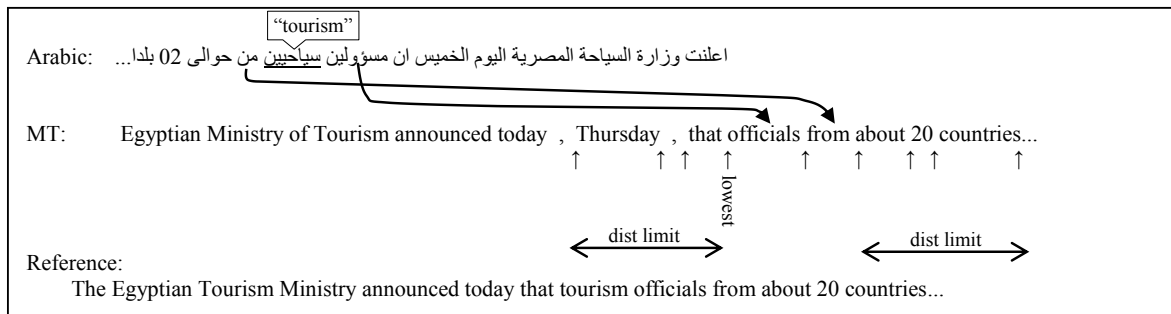 “tourism”
Arabic: اعلنت وزارة السياحة المصرية اليوم الخميس ان مسؤولين سياحيين من حوالى 02 بلدا...
MT: Egyptian Ministry of Tourism announced today , Thursday , that officials from about 20 countries...
↑ ↑ ↑ ↑ ↑ ↑ ↑ ↑ ↑
lowest
dist limit dist limit
Reference:
The Egyptian Tourism Ministry announced today that tourism officials from about 20 countries...